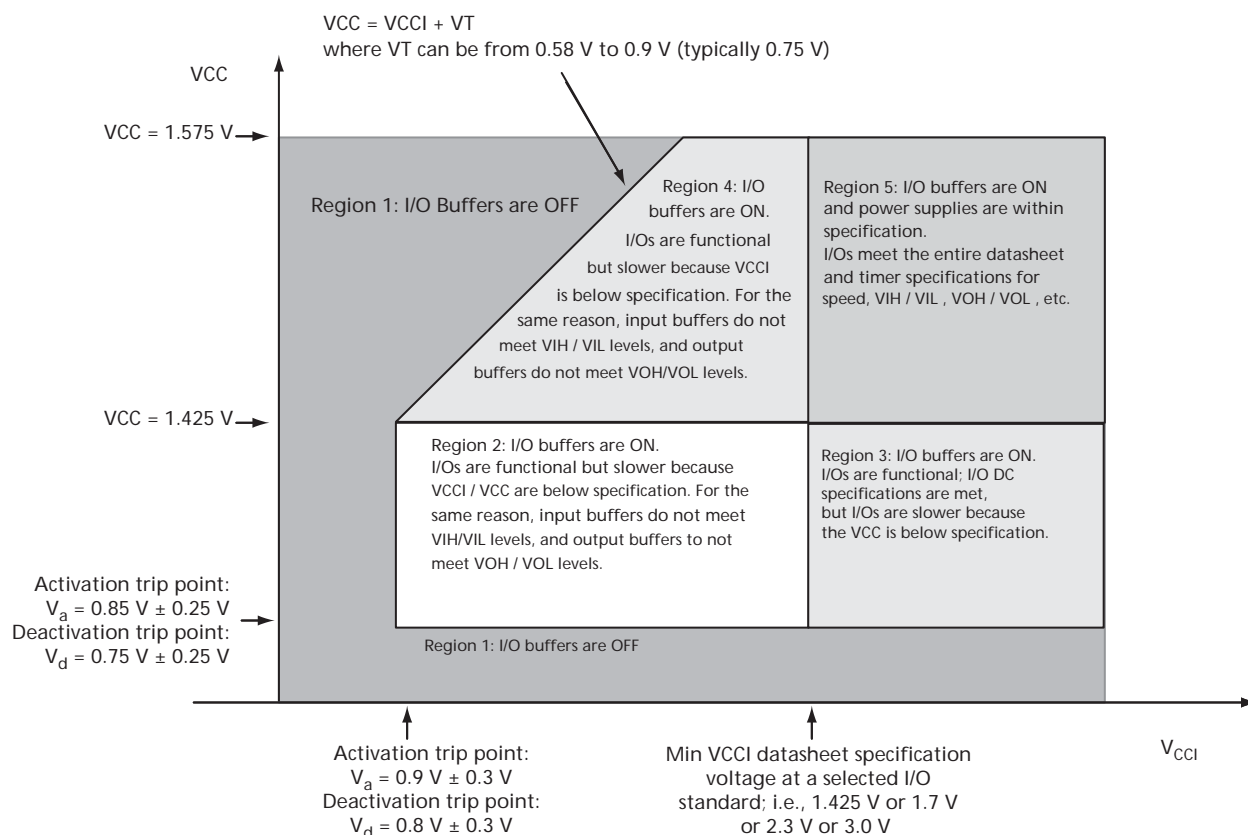 VCC = VCCI + VT
where VT can be from 0.58 V to 0.9 V (typically 0.75 V)
VCC
VCC = 1.575 V
Region 1: I/O Buffers are OFF
Region 4: I/O
buffers are ON.
I/Os are functional
but slower because VCCI
is below specification. For the
same reason, input buffers do not
meet VIH / VIL levels, and output
buffers do not meet VOH/VOL levels.
Region 5: I/O buffers are ON
and power supplies are within
specification.
I/Os meet the entire datasheet
and timer specifications for
speed, VIH / VIL , VOH / VOL , etc.
VCC = 1.425 V
Region 2: I/O buffers are ON.
I/Os are functional but slower because
VCCI / VCC are below specification. For the
same reason, input buffers do not meet
VIH/VIL levels, and output buffers to not
meet VOH / VOL levels.
Region 3: I/O buffers are ON.
I/Os are functional; I/O DC
specifications are met,
but I/Os are slower because
the VCC is below specification.
Activation trip point:
Va = 0.85 V ± 0.25 V
Deactivation trip point:
Vd = 0.75 V ± 0.25 V
Region 1: I/O buffers are OFF
Activation trip point:
Va = 0.9 V ± 0.3 V
Deactivation trip point:
Vd = 0.8 V ± 0.3 V
Min VCCI datasheet specification
voltage at a selected I/O
standard; i.e., 1.425 V or 1.7 V
or 2.3 V or 3.0 V
VCCI